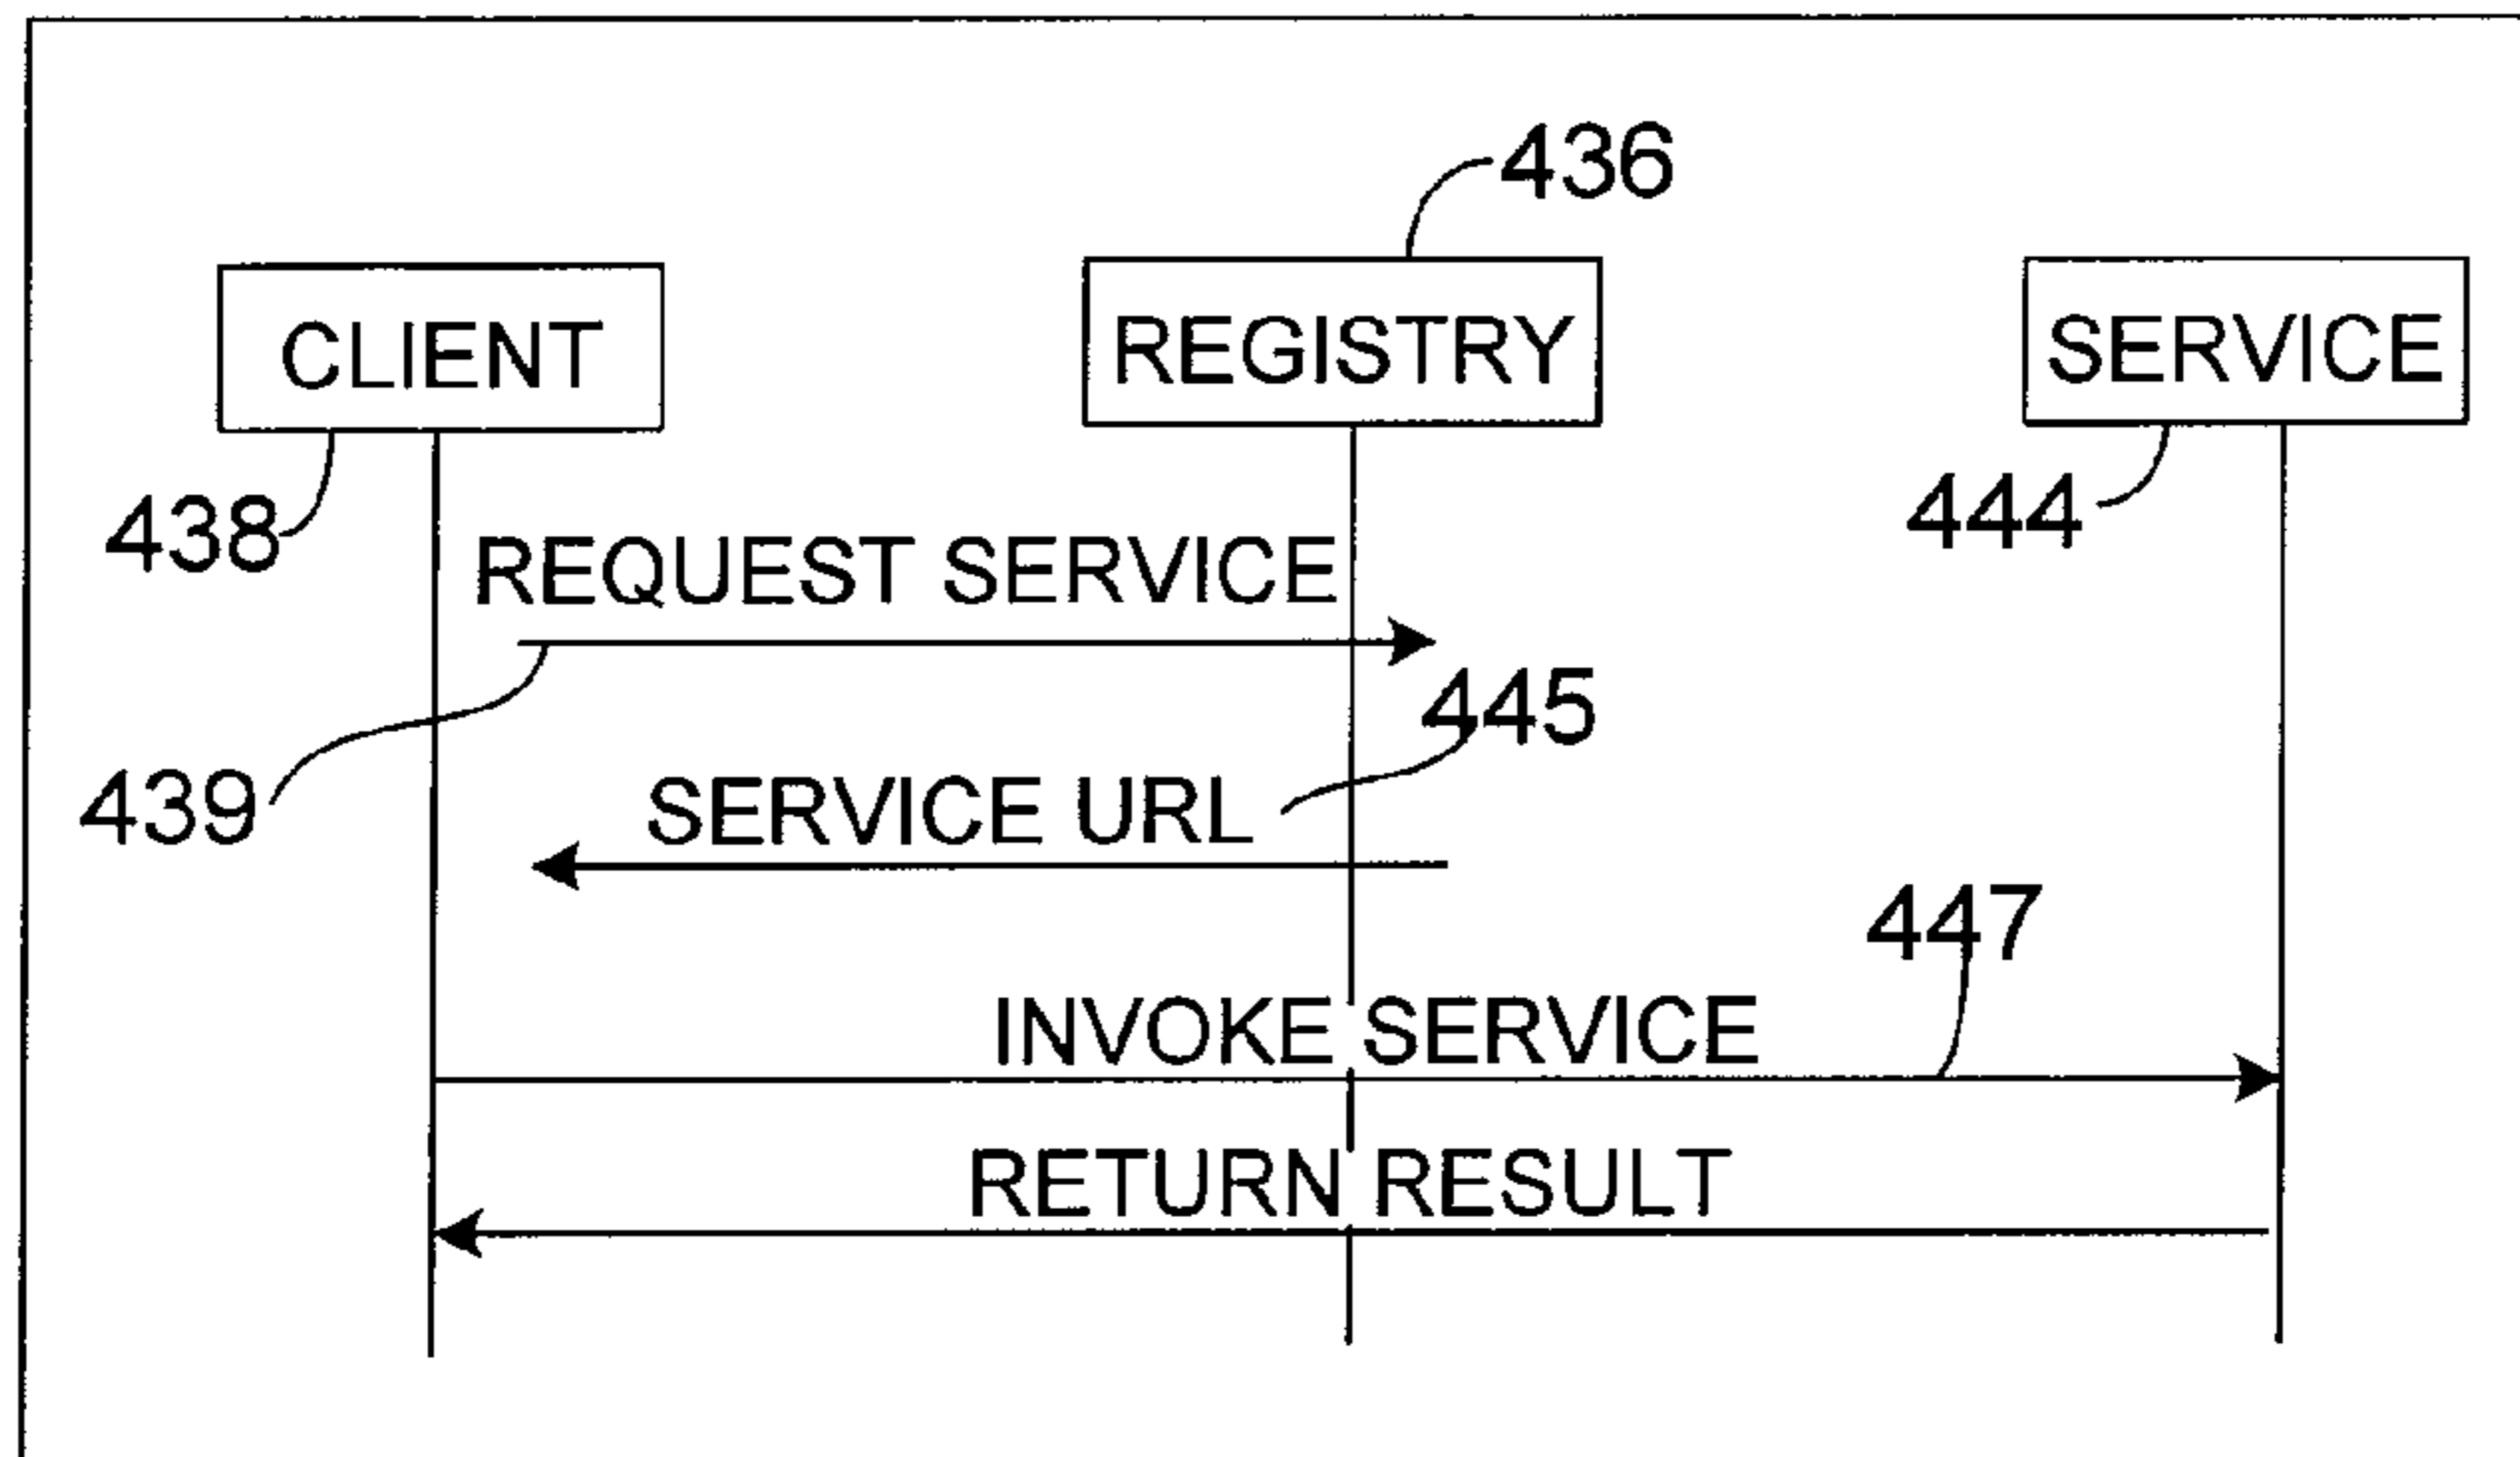 436
CLIENT
REGISTRY
SERVICE
438
444
REQUEST SERVICE
445
439
SERVICE URL
447
INVOKE SERVICE
RETURN RESULT